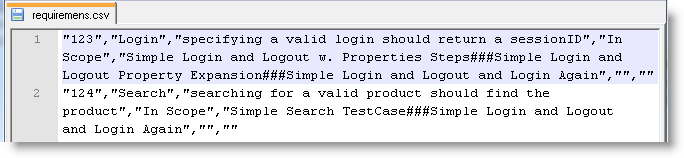 requiremens.csv
1 "123","Login","specifying a valid login should return a sessionID","In
Scope","Simple Login and Logout w. Properties Steps###Simple Login and
Logout Property Expansion###Simple Login and Logout and Login Again","",""
2 "124","Search","searching for a valid product should find the
product","In Scope","Simple Search TestCase###Simple Login and Logout
and Login Again","",""